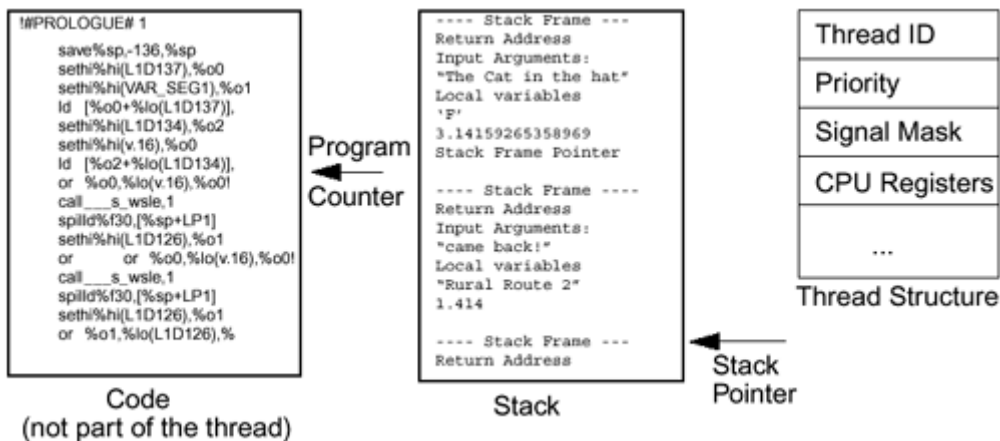 !#PROLOGUE# 1
save%sp,-136,%sp
sethi%hi(L1D137),%o0
sethi%hi(VAR_SEG1),%o1
ld [%o0+%lo(L1D137)],
sethi%hi(L1D134),%o2
sethi%hi(v.16),%o0
ld [%o2+%lo(L1D134)],
or %o0,%lo(v.16),%o0!
call___s_wsle,1
spilld%f30,[%sp+LP1]
sethi%hi(L1D126),%o1
or or %o0,%lo(v.16),%o0!
call___s_wsle,1
spilld%f30,[%sp+LP1]
sethi%hi(L1D126),%o1
or %o1,%lo(L1D126),%
Code
(not part of the thread)
Program
Counter
---- Stack Frame ---
Return Address
Input Arguments:
"The Cat in the hat"
Local variables
'F'
3.14159265358969
Stack Frame Pointer
---- Stack Frame ----
Return Address
Input Arguments:
"came back!"
Local variables
"Rural Route 2"
1.414
---- Stack Frame ---
Return Address
Stack
Stack
Pointer
Thread ID
Priority
Signal Mask
CPU Registers
...
Thread Structure